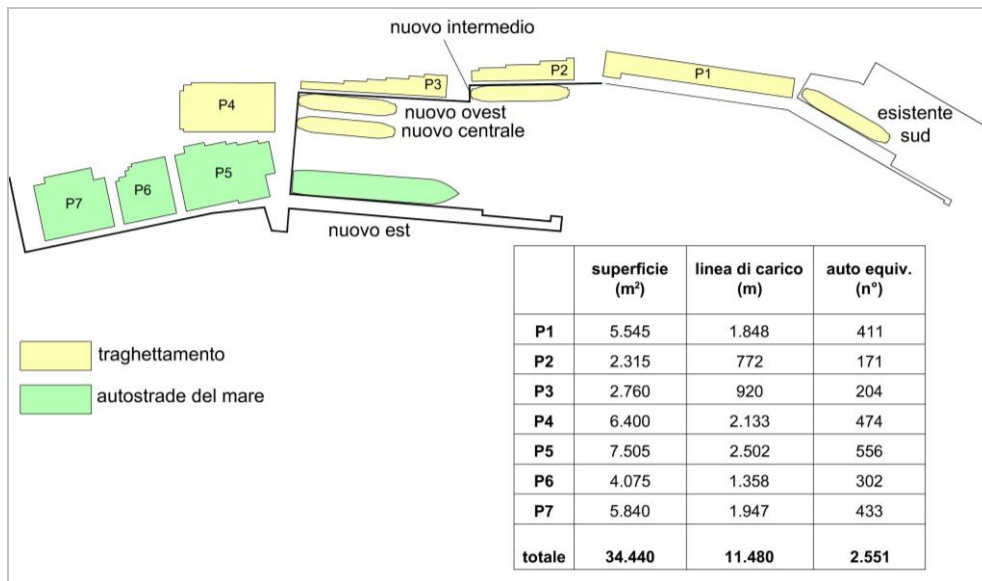 nuovo intermedio
P3
P2
P1
P4
nuovo ovest
nuovo centrale
esistente
sud
P7
P6
P5
nuovo est
traghettamento
autostrade del mare
superficie (m²) linea di carico (m) auto equiv. (n°)
P1 5.545 1.848 411
P2 2.315 772 171
P3 2.760 920 204
P4 6.400 2.133 474
P5 7.505 2.502 556
P6 4.075 1.358 302
P7 5.840 1.947 433
totale 34.440 11.480 2.551